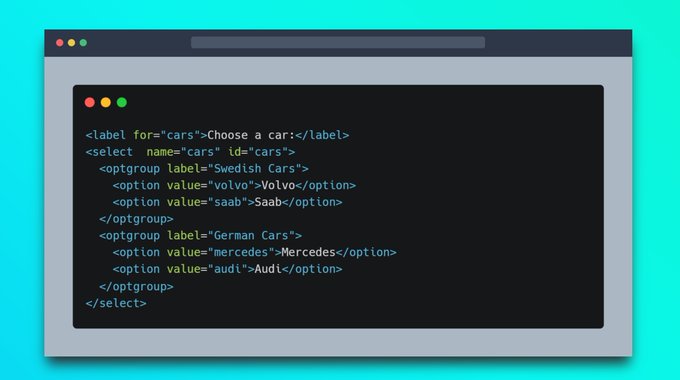 <label for="cars">Choose a car:</label>
<select  name="cars" id="cars">
  <optgroup label="Swedish Cars">
    <option value="volvo">Volvo</option>
    <option value="saab">Saab</option>
  </optgroup>
  <optgroup label="German Cars">
    <option value="mercedes">Mercedes</option>
    <option value="audi">Audi</option>
  </optgroup>
</select>